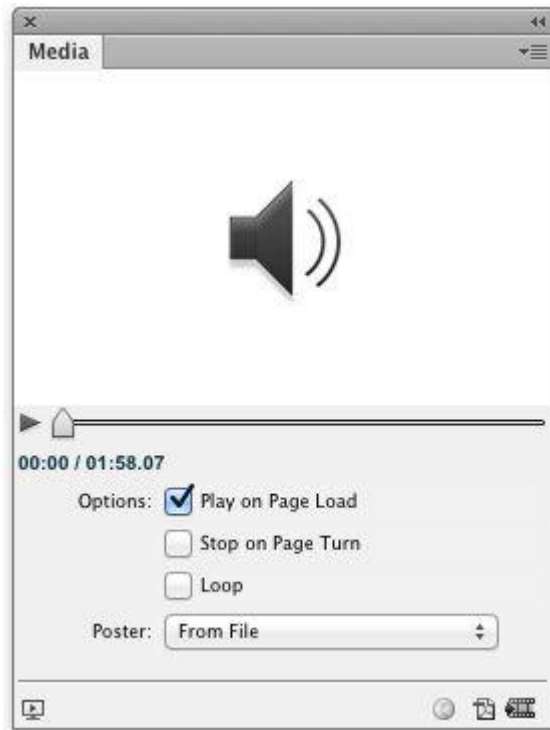 Media
00:00 / 01:58.07
Options: Play on Page Load
Stop on Page Turn
Loop
Poster: From File